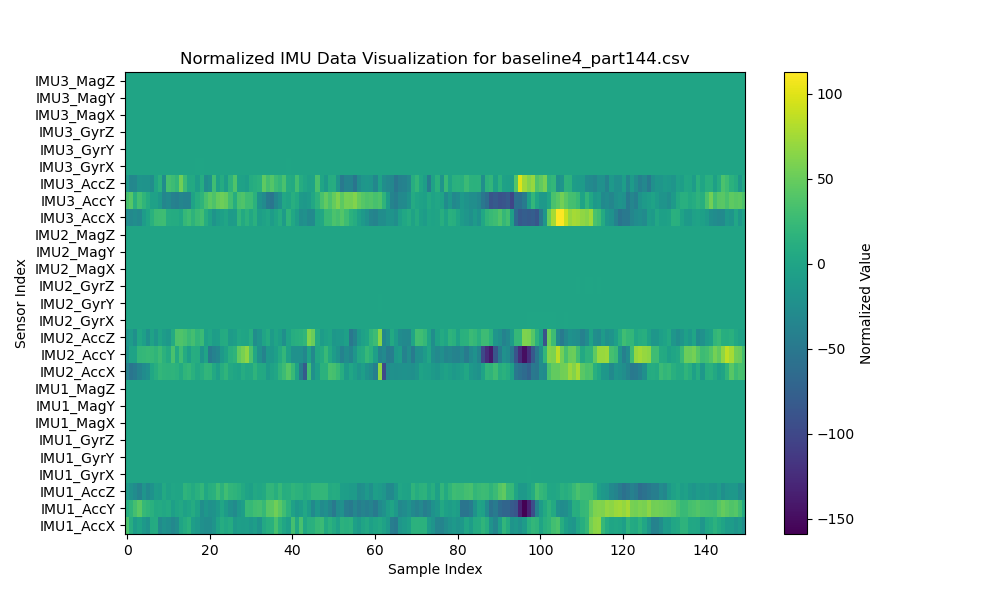 Normalized IMU Data Visualization for baseline4_part144.csv
Sensor Index
IMU3_MagZ
IMU3_MagY
IMU3_MagX
IMU3_GyrZ
IMU3_GyrY
IMU3_GyrX
IMU3_AccZ
IMU3_AccY
IMU3_AccX
IMU2_MagZ
IMU2_MagY
IMU2_MagX
IMU2_GyrZ
IMU2_GyrY
IMU2_GyrX
IMU2_AccZ
IMU2_AccY
IMU2_AccX
IMU1_MagZ
IMU1_MagY
IMU1_MagX
IMU1_GyrZ
IMU1_GyrY
IMU1_GyrX
IMU1_AccZ
IMU1_AccY
IMU1_AccX
0 20 40 60 80 100 120 140
Sample Index
100
50
0
−50
−100
−150
Normalized Value